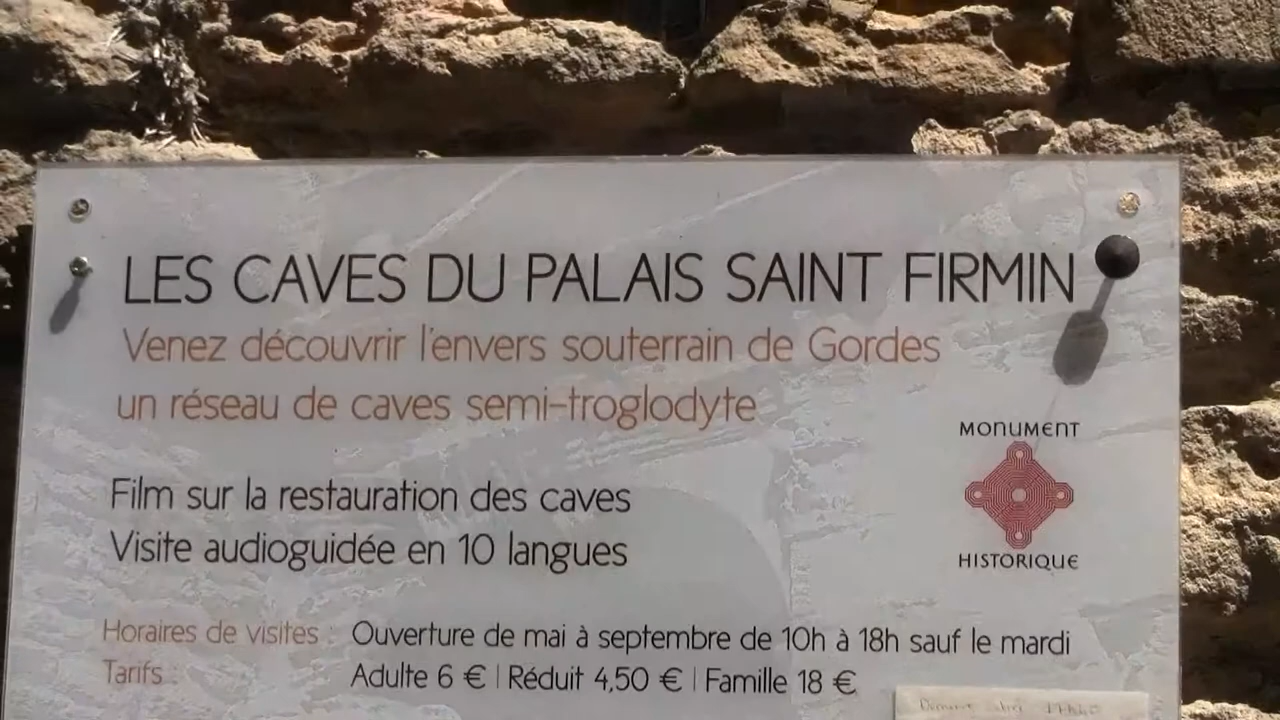 LES CAVES DU PALAIS SAINT FIRMIN
Venez découvrir l'envers souterrain de Gordes
un réseau de caves semi-troglodyte
MONUMENT
HISTORIQUE
Film sur la restauration des caves
Visite audioguidée en 10 langues
Horaires de visites : Ouverture de mai à septembre de 10h à 18h sauf le mardi
Tarifs : Adulte 6 € | Réduit 4,50 € | Famille 18 €